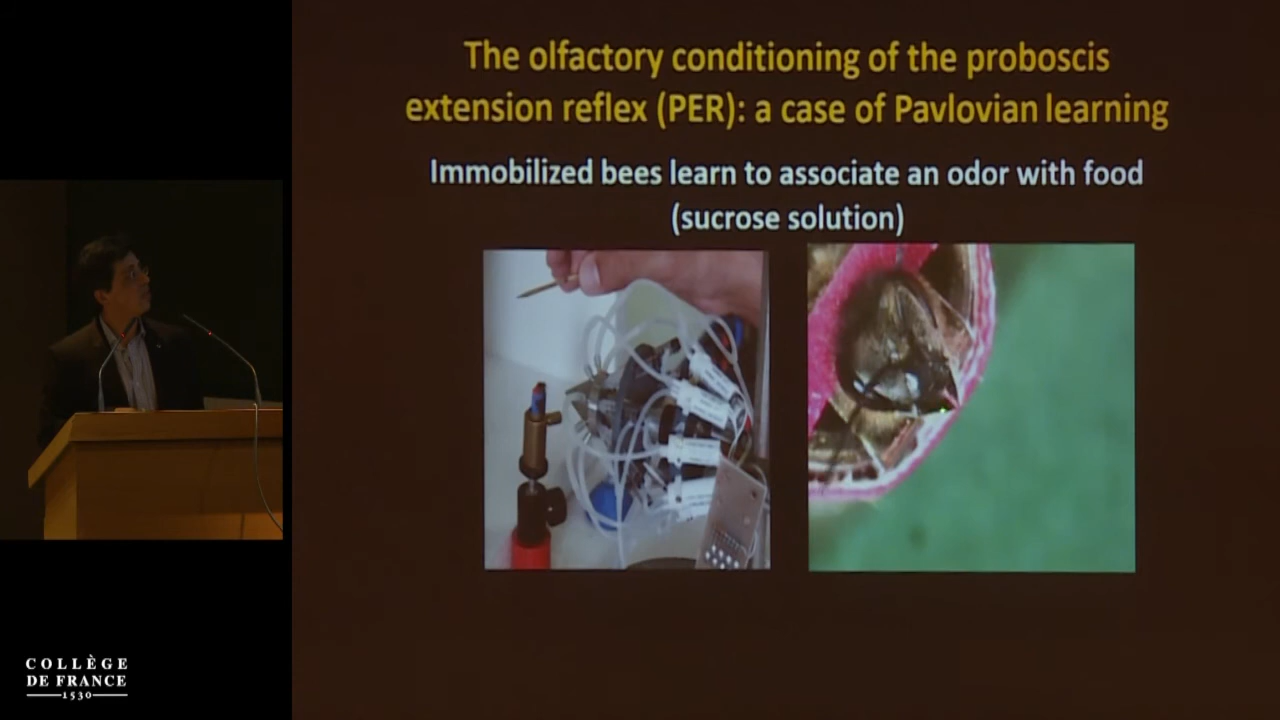 The olfactory conditioning of the proboscis
extension reflex (PER): a case of Pavlovian learning
Immobilized bees learn to associate an odor with food
(sucrose solution)
COLLÈGE
DE FRANCE
1530